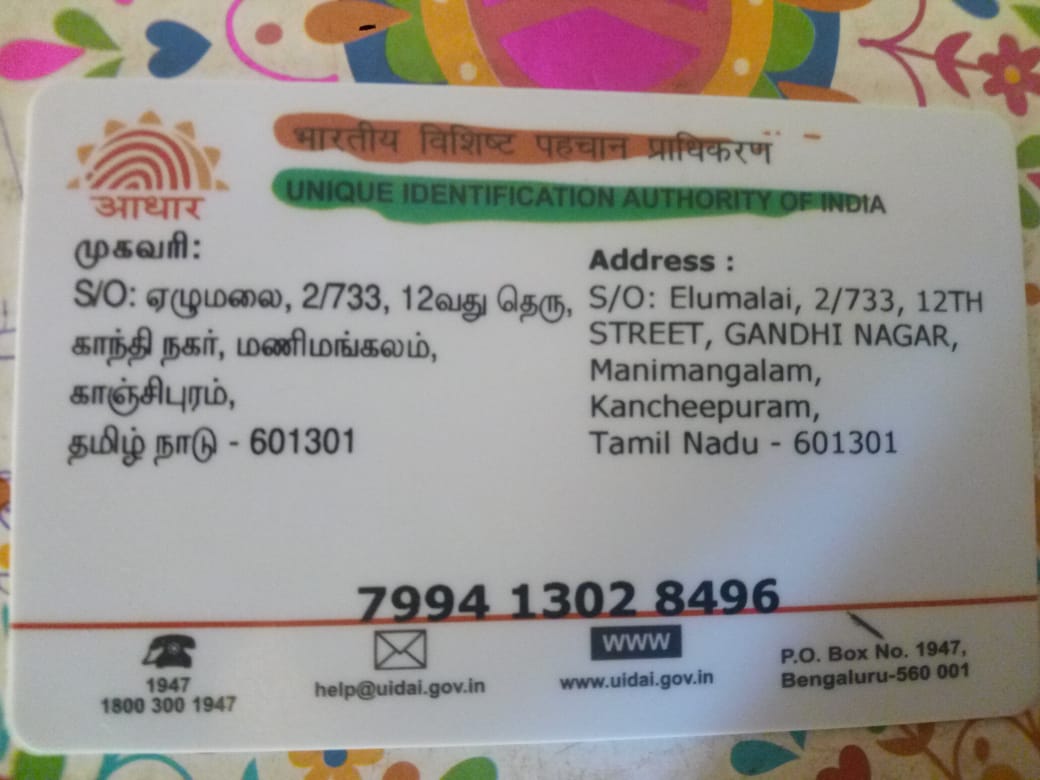 भारतीय विशिष्ट पहचान प्राधिकरण
UNIQUE IDENTIFICATION AUTHORITY OF INDIA
आधार
முகவரி:
S/O: ஏழுமலை, 2/733, 12வது தெரு,
காந்தி நகர், மணிமங்கலம்,
காஞ்சிபுரம்,
தமிழ் நாடு - 601301
Address :
S/O: Elumalai, 2/733, 12TH
STREET, GANDHI NAGAR,
Manimangalam,
Kancheepuram,
Tamil Nadu - 601301
7994 1302 8496
1947
1800 300 1947
help@uidai.gov.in
www
www.uidai.gov.in
P.O. Box No. 1947,
Bengaluru-560 001